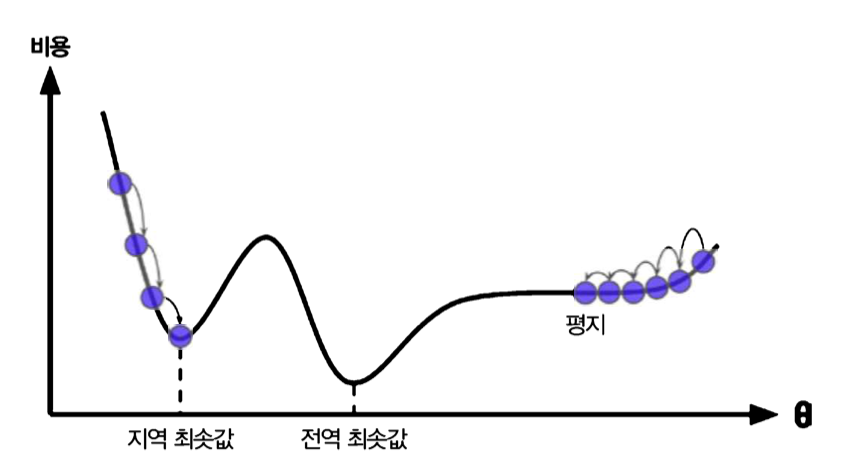 비용
평지
θ
지역 최솟값
전역 최솟값